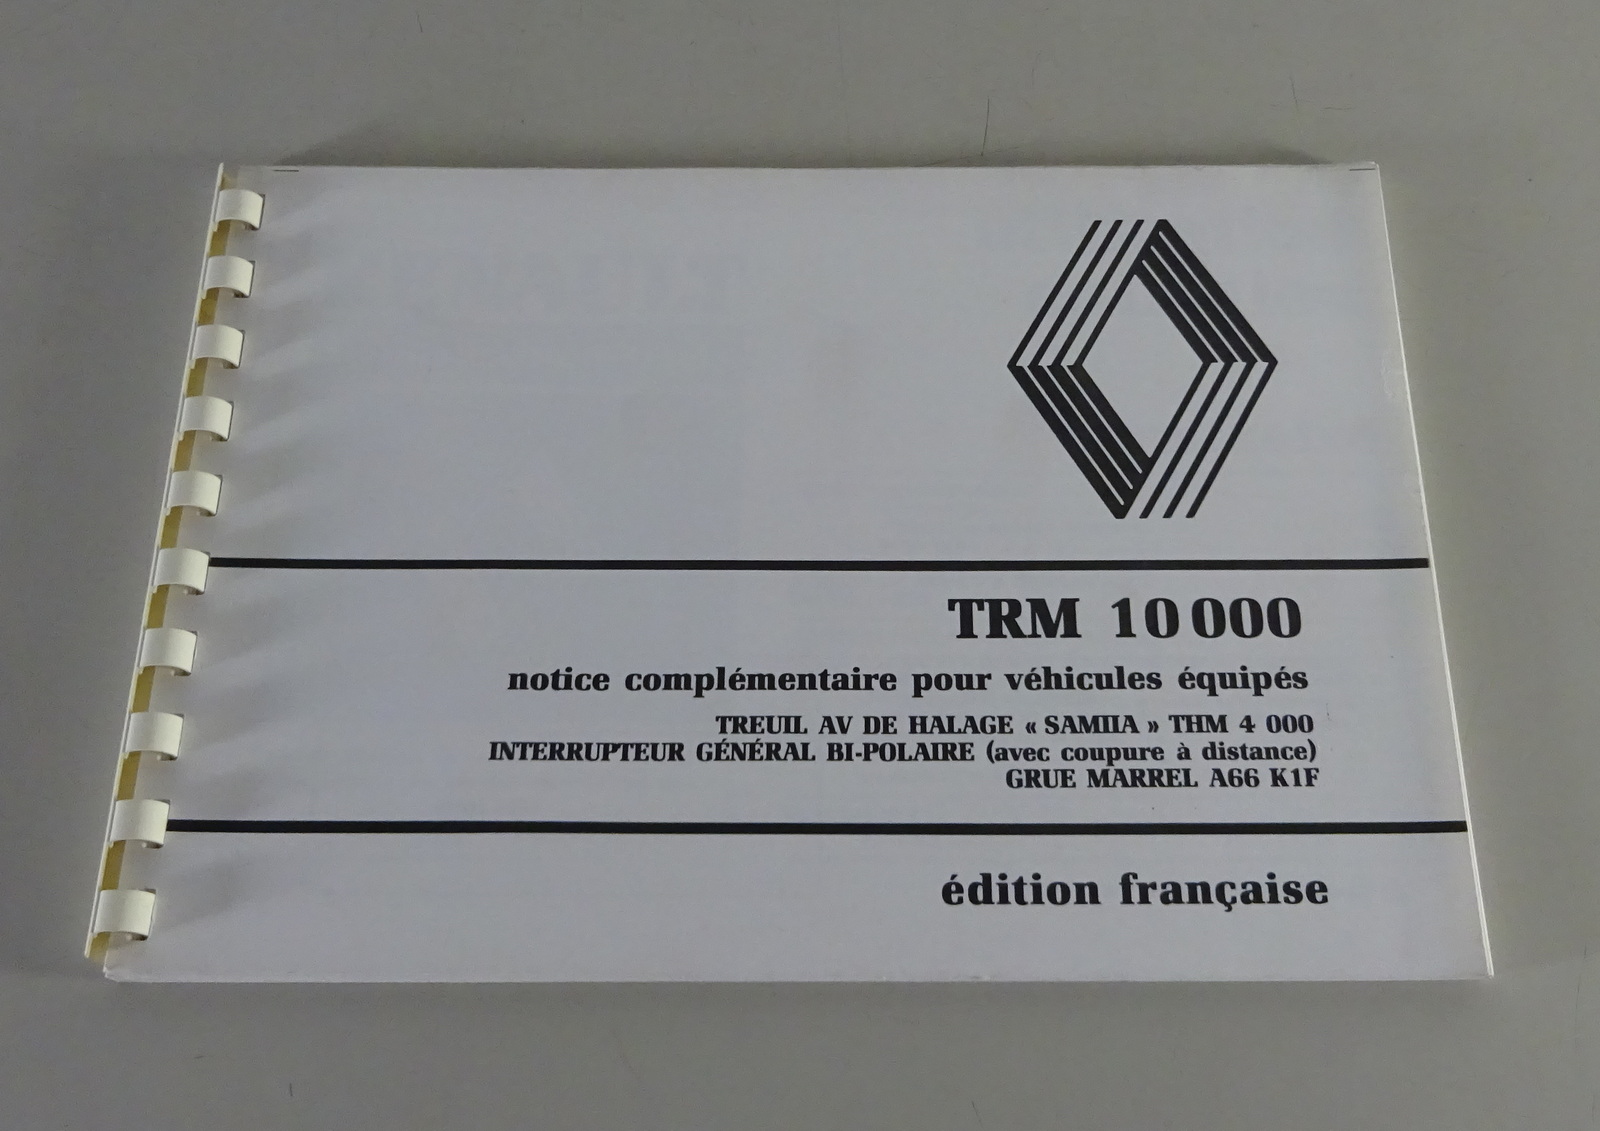 TRM 10 000
notice complémentaire pour véhicules équipés
TREUIL AV DE HALAGE « SAMIIA » THM 4 000
INTERRUPTEUR GÉNÉRAL BI-POLAIRE (avec coupure à distance)
GRUE MARREL A66 K1F
édition française